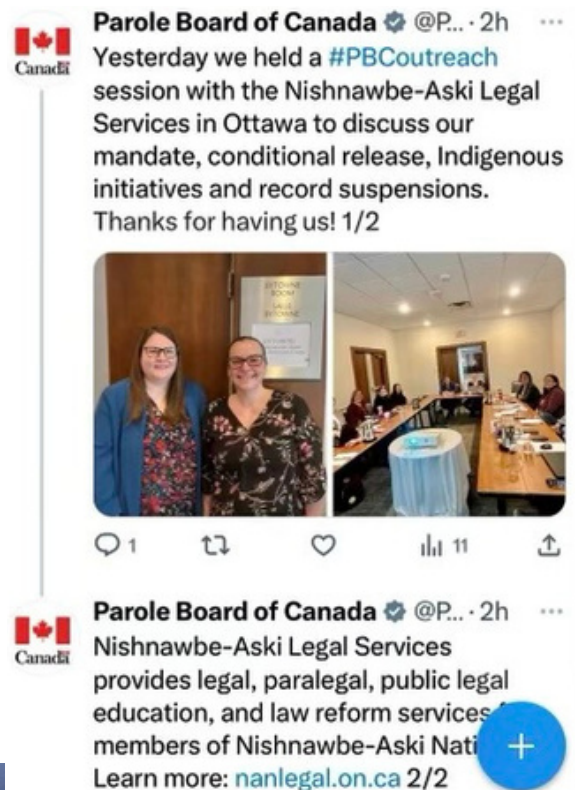 Parole Board of Canada @P... · 2h
Canada
Yesterday we held a #PBCoutreach
session with the Nishnawbe-Aski Legal
Services in Ottawa to discuss our
mandate, conditional release, Indigenous
initiatives and record suspensions.
Thanks for having us! 1/2
ROOM
SALLE
1
11
Parole Board of Canada @P... · 2h
Canada
Nishnawbe-Aski Legal Services
provides legal, paralegal, public legal
education, and law reform services
members of Nishnawbe-Aski Nati
Learn more: nanlegal.on.ca 2/2